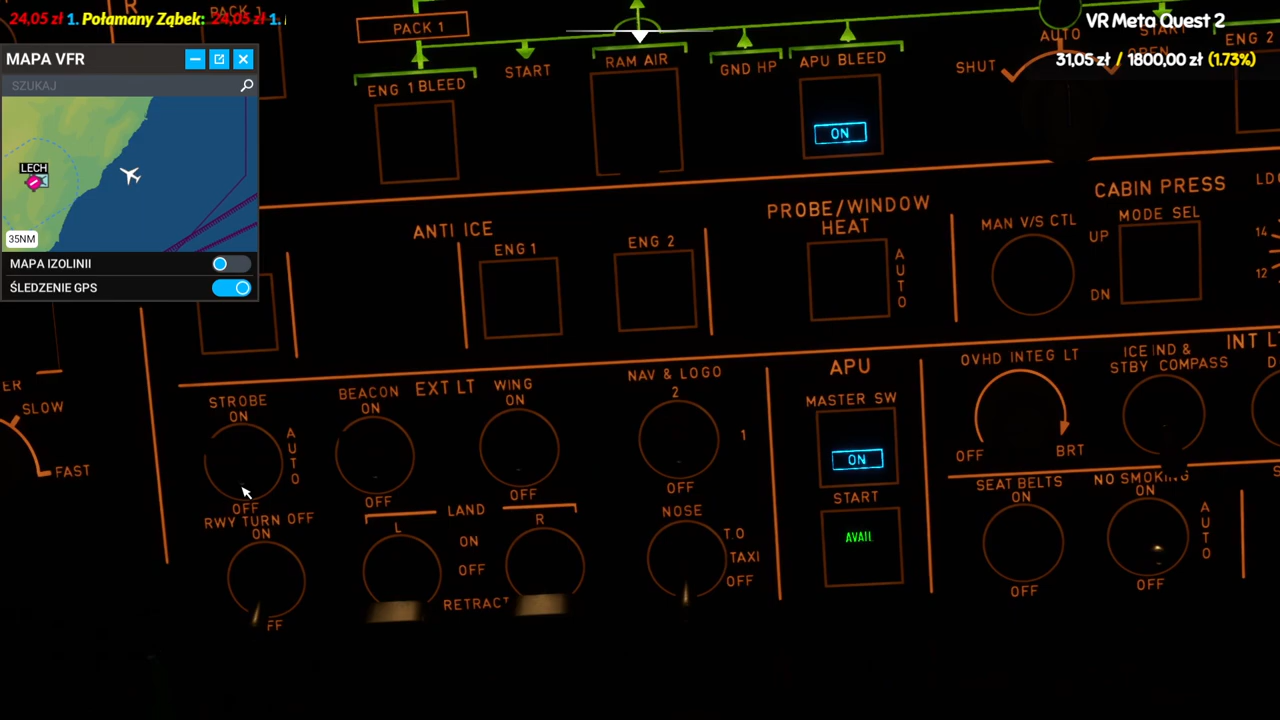 24,05 zł 1. Połamany Ząbek: 24,05 zł 1.
VR Meta Quest 2
31,05 zł / 1800,00 zł (1.73%)
MAPA VFR
SZUKAJ
LECH
35NM
MAPA IZOLINII
ŚLEDZENIE GPS
PACK 1
ENG 1 BLEED
START
RAM AIR
GND HP
APU BLEED
ON
SHUT
AUTO
OPEN
START
ENG 2
ANTI ICE
ENG 1
ENG 2
PROBE/WINDOW
HEAT
AUTO
CABIN PRESS
MAN V/S CTL
MODE SEL
UP
DN
14
12
SLOW
FAST
EXT LT
STROBE
ON
AUTO
OFF
BEACON
ON
OFF
WING
ON
OFF
NAV & LOGO
2
1
OFF
RWY TURN OFF
ON
LAND
L
R
ON
OFF
RETRACT
NOSE
T.O
TAXI
OFF
APU
MASTER SW
ON
START
AVAIL
OVHD INTEG LT
OFF
BRT
ICE IND &
STBY COMPASS
SEAT BELTS
ON
OFF
NO SMOKING
ON
AUTO
OFF